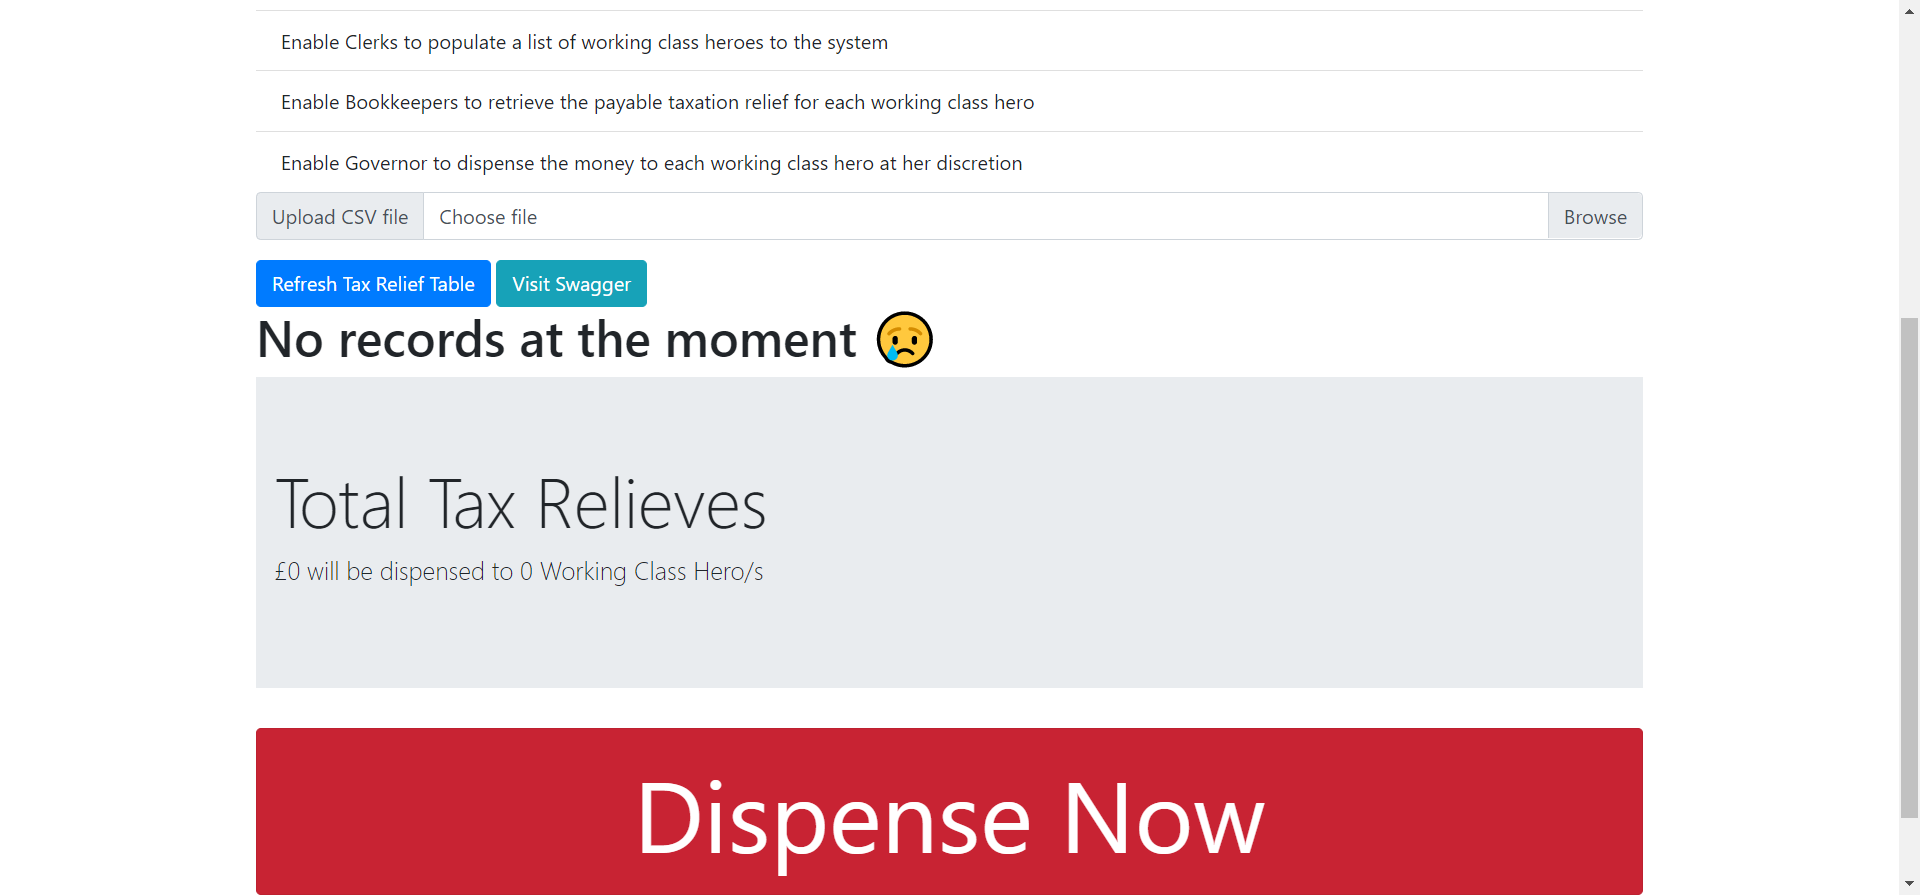 Enable Clerks to populate a list of working class heroes to the system
Enable Bookkeepers to retrieve the payable taxation relief for each working class hero
Enable Governor to dispense the money to each working class hero at her discretion
Upload CSV file Choose file Browse
Refresh Tax Relief Table Visit Swagger
No records at the moment 😢
Total Tax Relieves
£0 will be dispensed to 0 Working Class Hero/s
Dispense Now